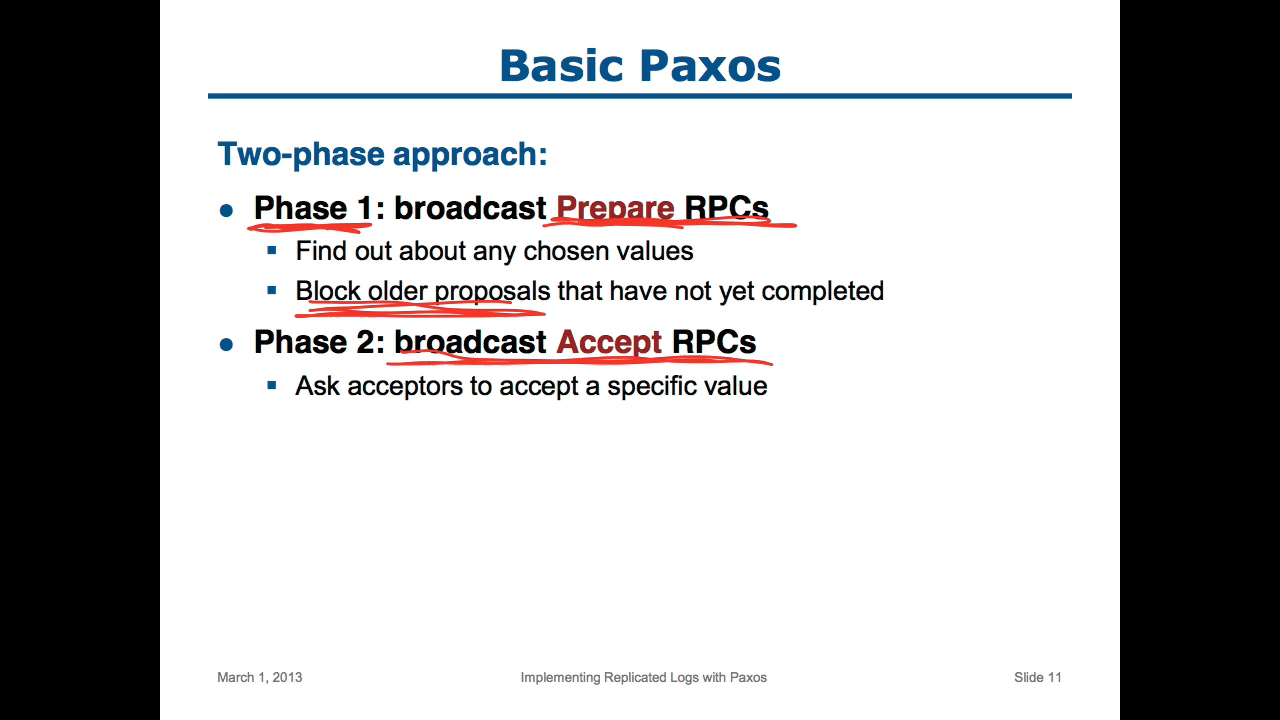 Basic Paxos
Two-phase approach:
● Phase 1: broadcast Prepare RPCs
▪ Find out about any chosen values
▪ Block older proposals that have not yet completed
● Phase 2: broadcast Accept RPCs
▪ Ask acceptors to accept a specific value
March 1, 2013 Implementing Replicated Logs with Paxos Slide 11